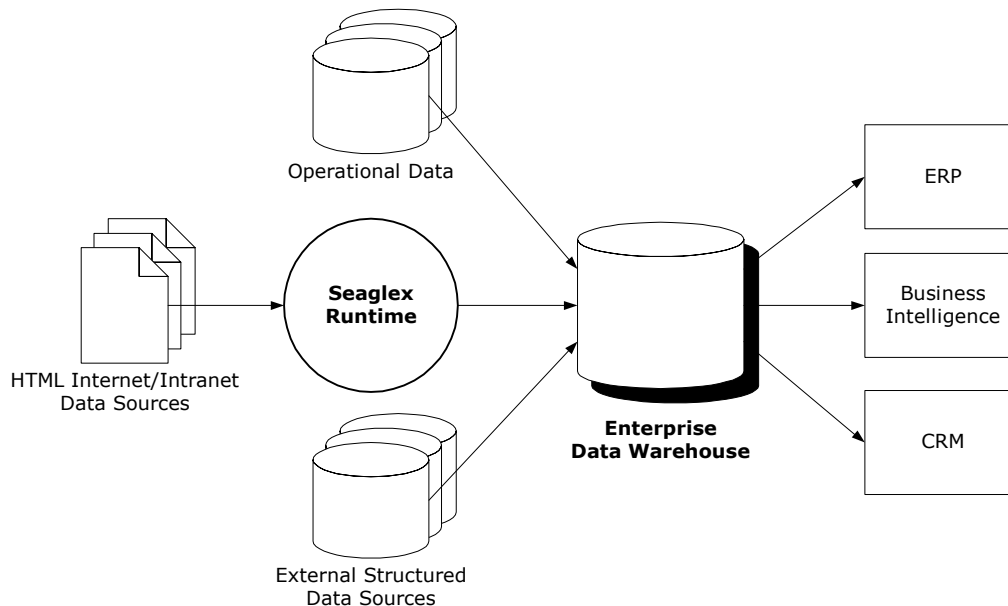 Operational Data
HTML Internet/Intranet
Data Sources
Seaglex
Runtime
External Structured
Data Sources
Enterprise
Data Warehouse
ERP
Business
Intelligence
CRM